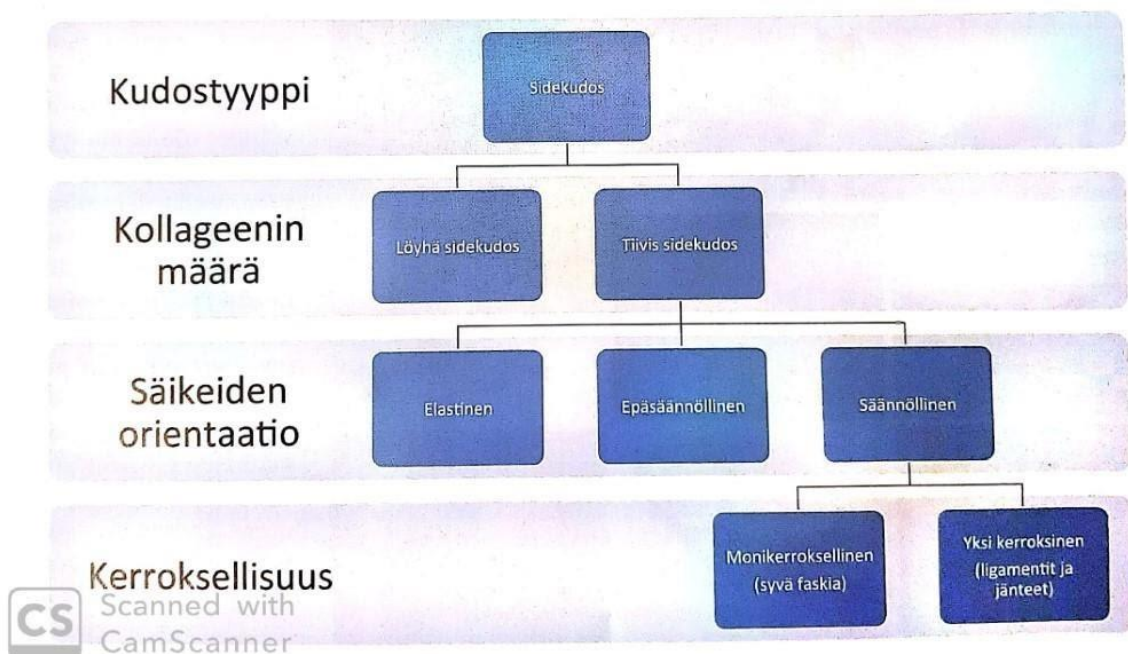 Kudostyyppi
Sidekudos
Kollageenin
määrä
Löyhä sidekudos
Tiivis sidekudos
Säikeiden
orientaatio
Elastinen
Epäsäännöllinen
Säännöllinen
Kerroksellisuus
Monikerroksellinen
(syvä faskia)
Yksi kerroksinen
(ligamentit ja
jänteet)
CS
Scanned with
CamScanner